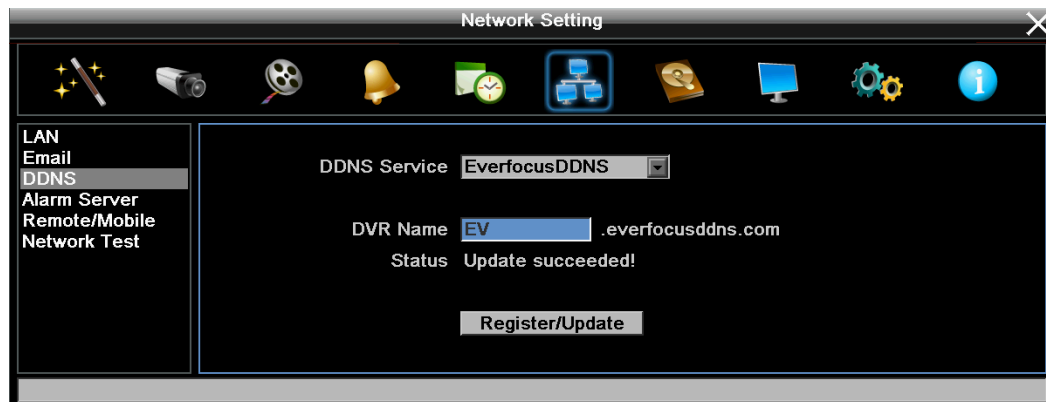 Network Setting
LAN
Email
DDNS
Alarm Server
Remote/Mobile
Network Test
DDNS Service EverfocusDDNS
DVR Name EV .everfocusddns.com
Status Update succeeded!
Register/Update